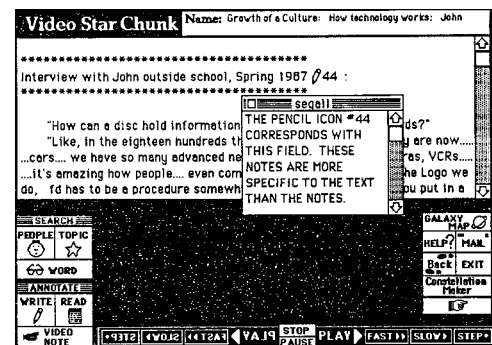 Video Star Chunk
Name: Growth of a Culture: How technology works: John
****************************************
Interview with John outside school, Spring 1987 44 :
****************************************
"How can a disc hold information
ds?"
"Like, in the eighteen hundreds th
y are now.....
...cars.... we have so many advanced ne
ras, VCRs.....
....it's amazing how people.... even com
he Logo we
do, I'd has to be a procedure somewh
ou put in a
segall
THE PENCIL ICON #44
CORRESPONDS WITH
THIS FIELD. THESE
NOTES ARE MORE
SPECIFIC TO THE TEXT
THAN THE NOTES.
SEARCH
PEOPLE TOPIC
WORD
ANNOTATE
WRITE READ
VIDEO
NOTE
GALAXY
MAP
HELP? MAIL
Back EXIT
Constellation
Maker
STEP SLOW FAST PLAY STOP
PAUSE PLAY FAST SLOW STEP